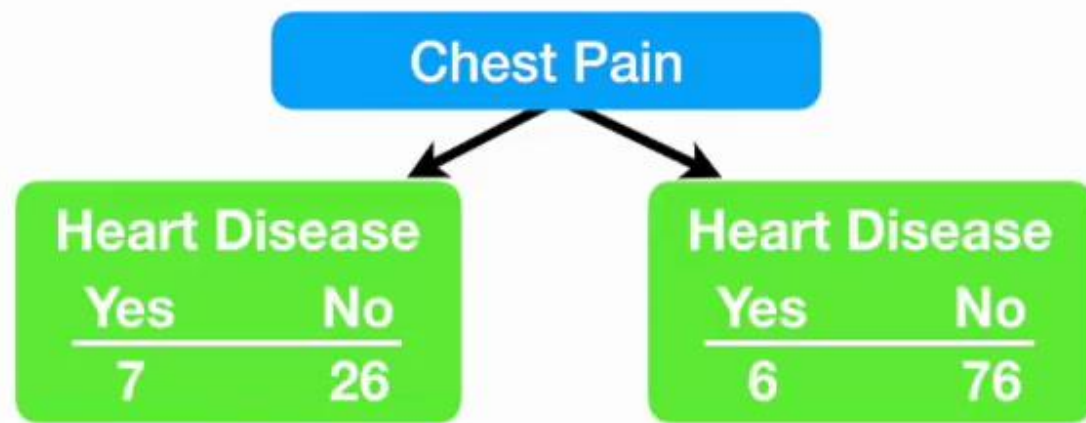 Chest Pain
Heart Disease
Yes No
7 26
Heart Disease
Yes No
6 76